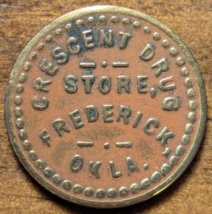 CRESCENT DRUG
STORE,
FREDERICK,
OKLA.